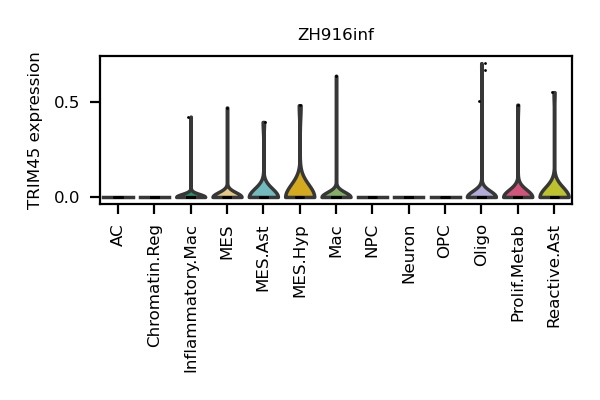 ZH916inf
TRIM45 expression
0.5
0.0
AC
Chromatin.Reg
Inflammatory.Mac
MES
MES.Ast
MES.Hyp
Mac
NPC
Neuron
OPC
Oligo
Prolif.Metab
Reactive.Ast